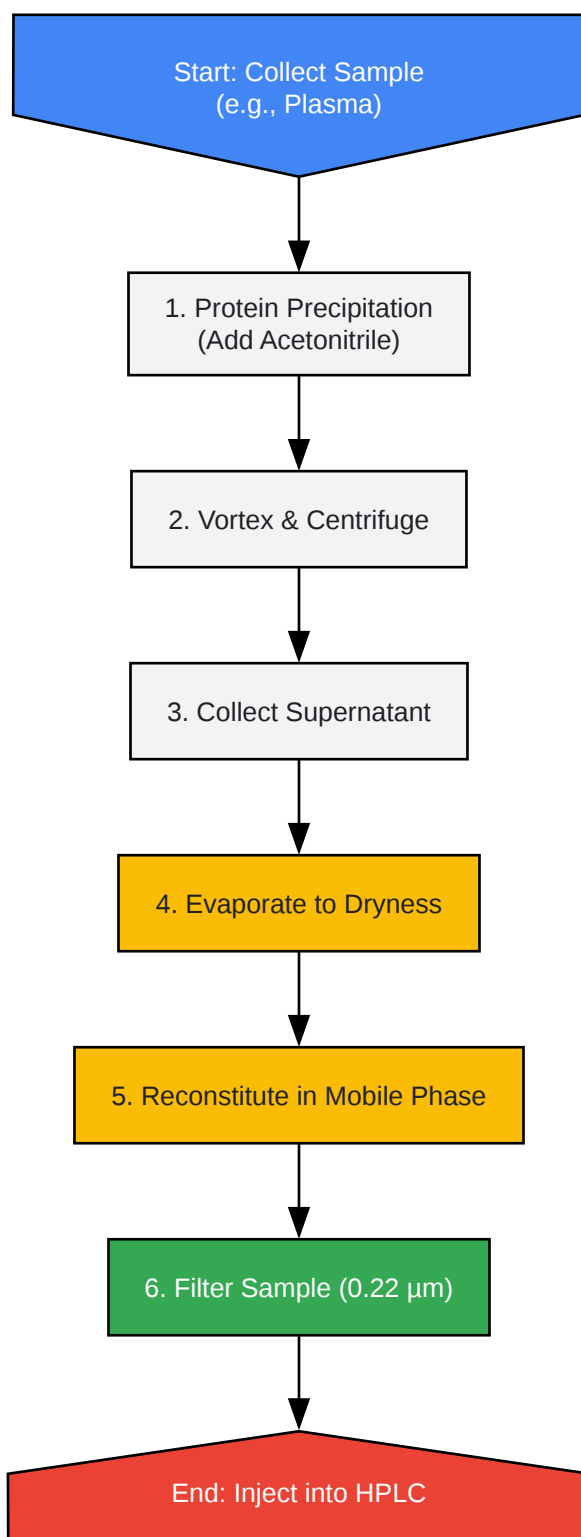 Start: Collect Sample
(e.g., Plasma)
1. Protein Precipitation
(Add Acetonitrile)
2. Vortex & Centrifuge
3. Collect Supernatant
4. Evaporate to Dryness
5. Reconstitute in Mobile Phase
6. Filter Sample (0.22 µm)
End: Inject into HPLC